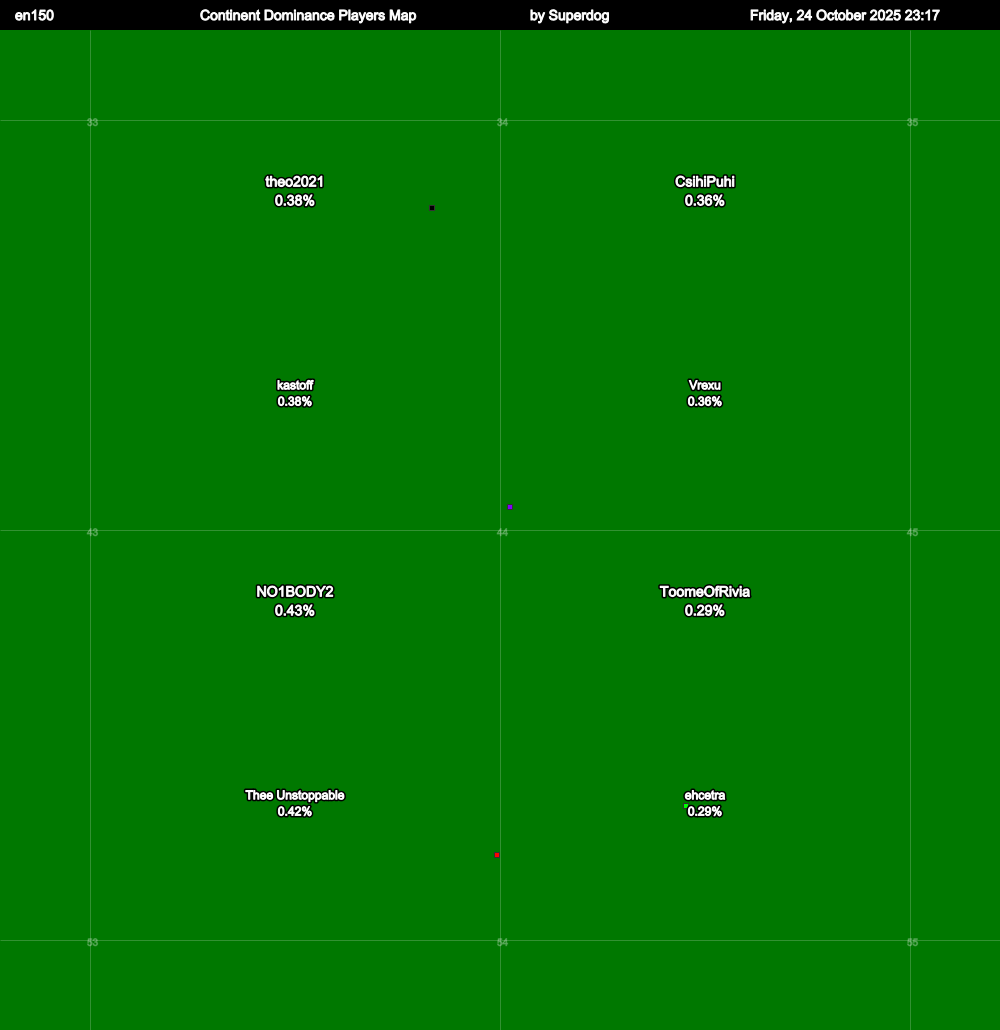 en150 Continent Dominance Players Map by Superdog Friday, 24 October 2025 23:17
33 34 35
theo2021 CsihiPuhi
0.38% 0.36%
kastoff Vrexu
0.38% 0.36%
43 44 45
NO1BODY2 ToomeOfRivia
0.43% 0.29%
Thee Unstoppable ehcetra
0.42% 0.29%
53 54 55